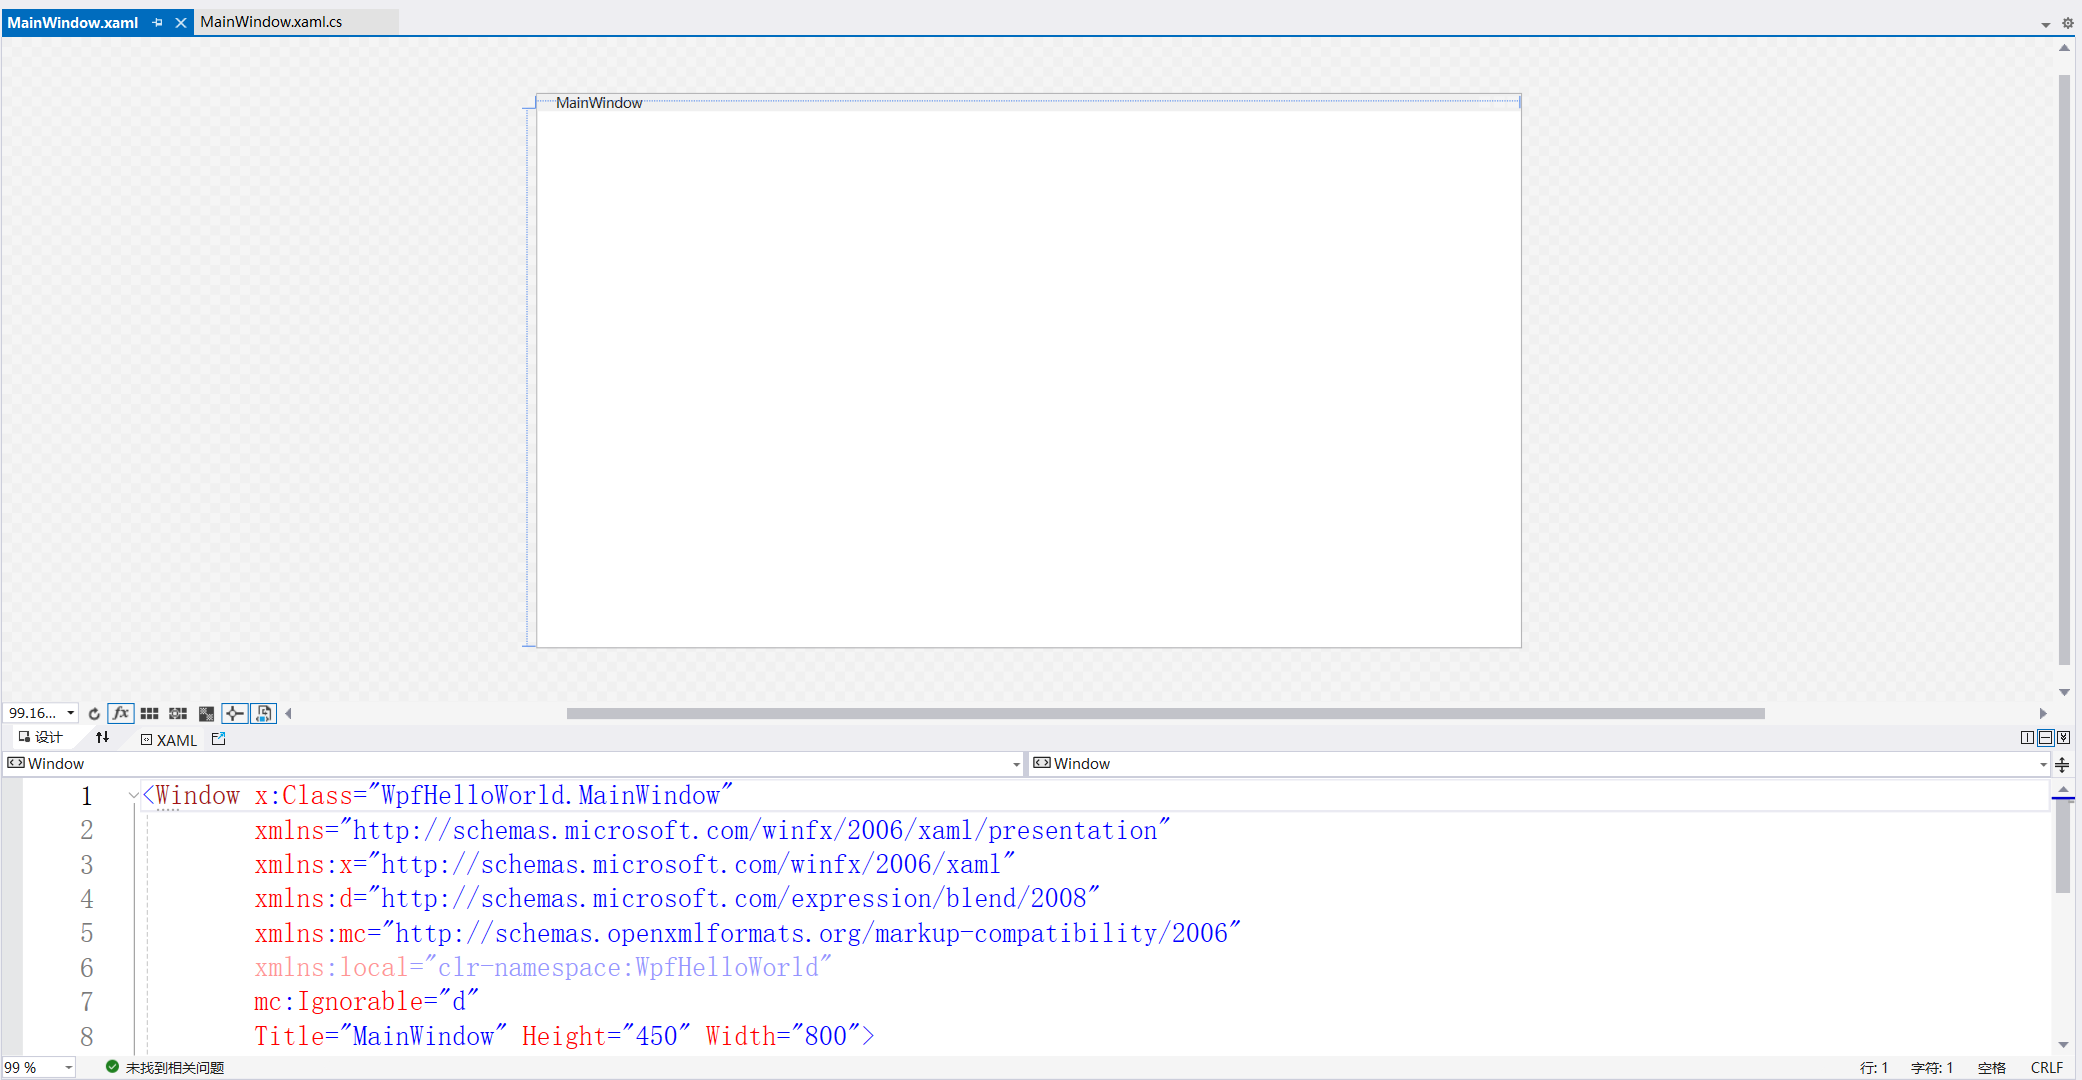 MainWindow.xaml MainWindow.xaml.cs
MainWindow
99.16...
设计 XAML
Window Window
1 <Window x:Class="WpfHelloWorld.MainWindow"
2 xmlns="http://schemas.microsoft.com/winfx/2006/xaml/presentation"
3 xmlns:x="http://schemas.microsoft.com/winfx/2006/xaml"
4 xmlns:d="http://schemas.microsoft.com/expression/blend/2008"
5 xmlns:mc="http://schemas.openxmlformats.org/markup-compatibility/2006"
6 xmlns:local="clr-namespace:WpfHelloWorld"
7 mc:Ignorable="d"
8 Title="MainWindow" Height="450" Width="800">
99 % 未找到相关问题 行: 1 字符: 1 空格 CRLF